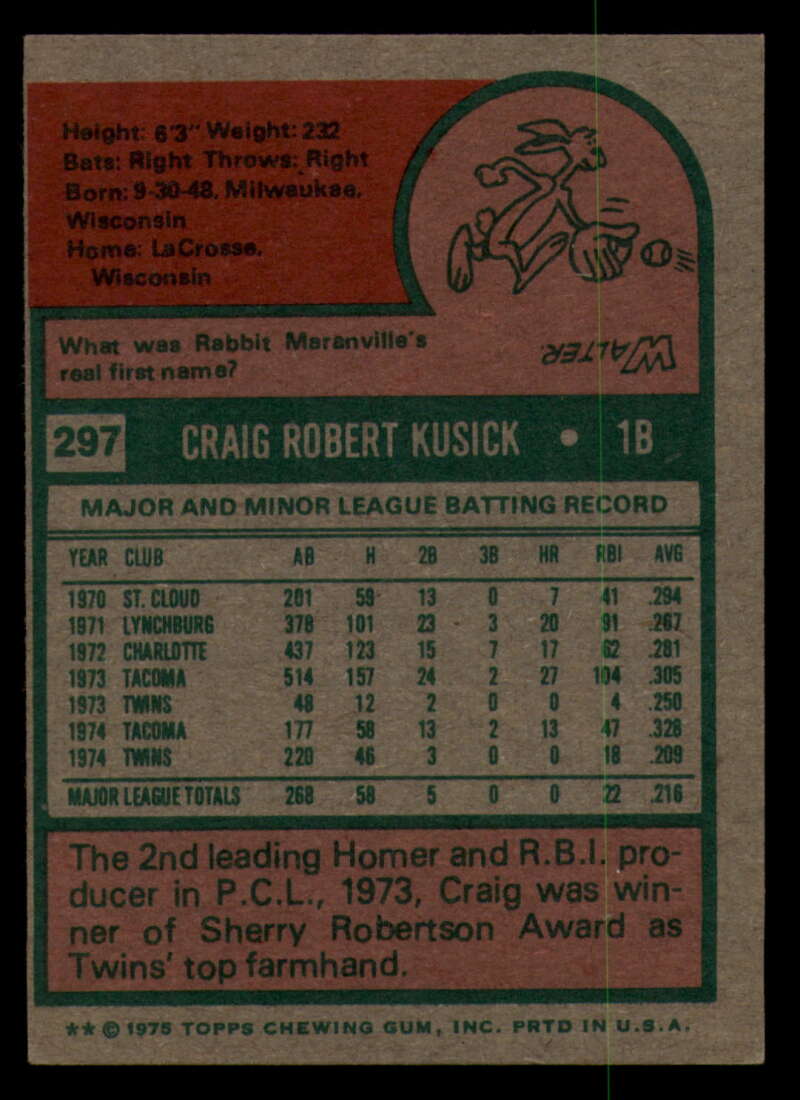 Height: 6'3" Weight: 232
Bats: Right Throws: Right
Born: 9-30-48, Milwaukee,
Wisconsin
Home: LaCrosse,
Wisconsin
What was Rabbit Maranville's
real first name?
WALTER.
297 CRAIG ROBERT KUSICK • 1B
MAJOR AND MINOR LEAGUE BATTING RECORD
YEAR CLUB AB H 2B 3B HR RBI AVG
1970 ST. CLOUD 201 59 13 0 7 41 .294
1971 LYNCHBURG 378 101 23 3 20 91 .267
1972 CHARLOTTE 437 123 15 7 17 62 .281
1973 TACOMA 514 157 24 2 27 104 .305
1973 TWINS 48 12 2 0 0 4 .250
1974 TACOMA 177 58 13 2 13 47 .328
1974 TWINS 220 46 3 0 0 18 .209
MAJOR LEAGUE TOTALS 268 58 5 0 0 22 .216
The 2nd leading Homer and R.B.I. pro-
ducer in P.C.L., 1973, Craig was win-
ner of Sherry Robertson Award as
Twins' top farmhand.
** © 1975 TOPPS CHEWING GUM, INC. PRTD IN U.S.A.